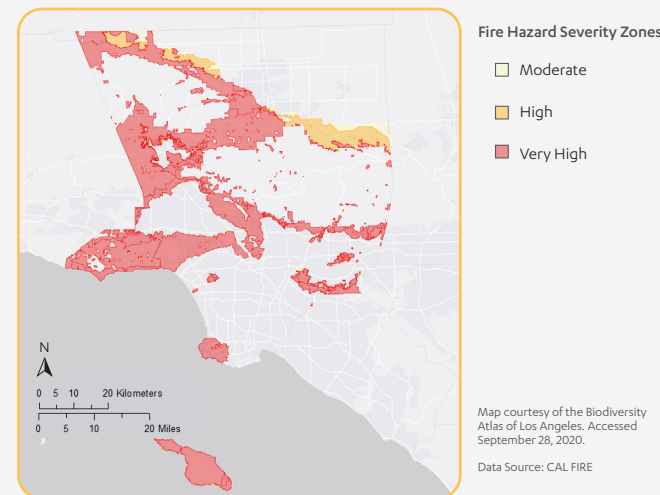 Fire Hazard Severity Zones
Moderate
High
Very High
N
0 5 10 20 Kilometers
0 5 10 20 Miles
Map courtesy of the Biodiversity
Atlas of Los Angeles. Accessed
September 28, 2020.
Data Source: CAL FIRE